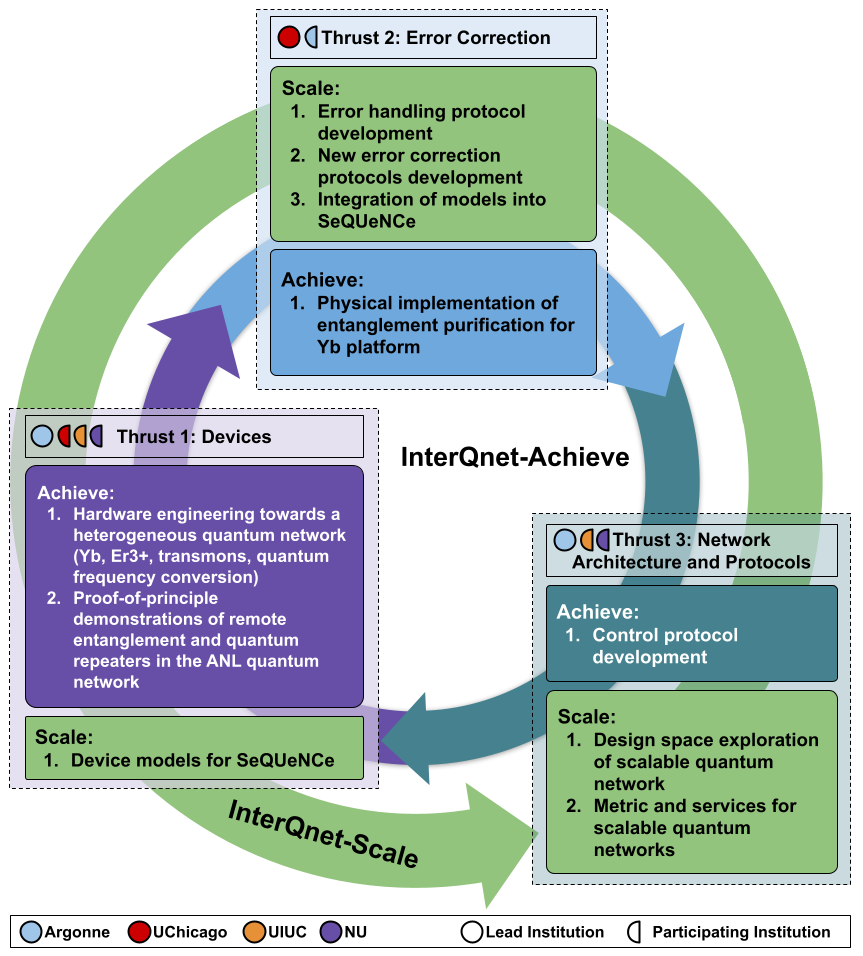 Thrust 2: Error Correction
Scale:
1. Error handling protocol
development
2. New error correction
protocols development
3. Integration of models into
SeQUeNCe
Achieve:
1. Physical implementation of
entanglement purification for
Yb platform
Thrust 1: Devices
Achieve:
1. Hardware engineering towards a
heterogeneous quantum network
(Yb, Er3+, transmons, quantum
frequency conversion)
2. Proof-of-principle
demonstrations of remote
entanglement and quantum
repeaters in the ANL quantum
network
Scale:
1. Device models for SeQUeNCe
InterQnet-Achieve
Thrust 3: Network
Architecture and Protocols
Achieve:
1. Control protocol
development
Scale:
1. Design space exploration
of scalable quantum
network
2. Metric and services for
scalable quantum
networks
InterQnet-Scale
Argonne UChicago UIUC NU Lead Institution Participating Institution